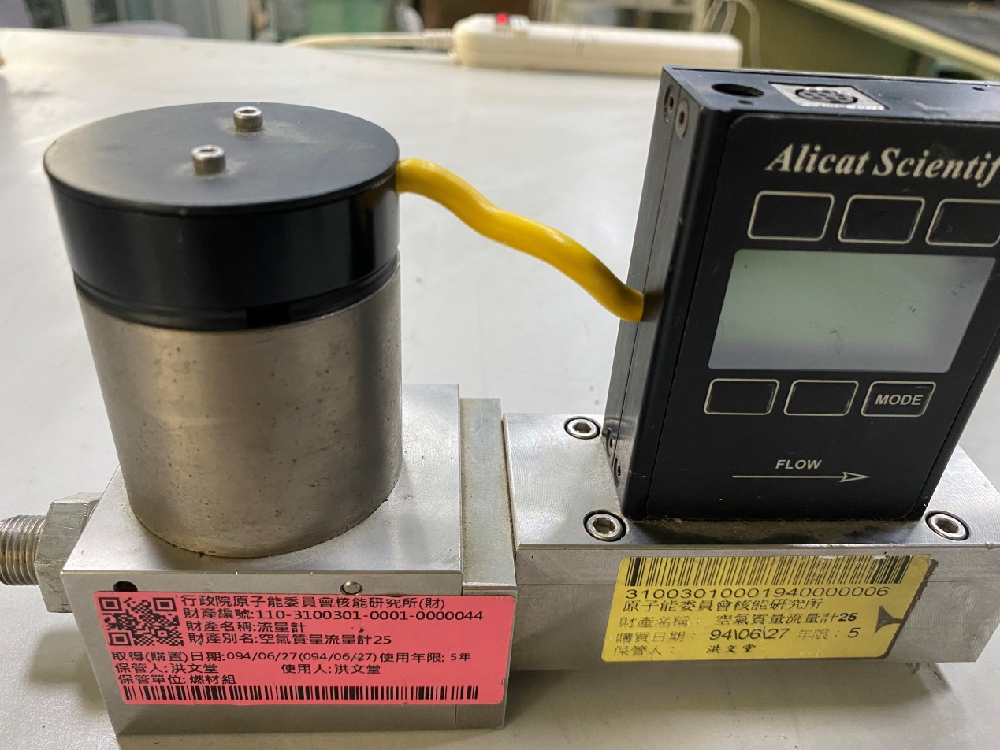 Alicat Scientif
MODE
FLOW
行政院原子能委員會核能研究所(財)
財產編號:110-3100301-0001-0000044
財產名稱:流量計
財產別名:空氣質量流量計25
取得(購置)日期:094/06/27(094/06/27)使用年限: 5年
保管人:洪文堂 使用人:洪文堂
保管單位: 燃材組
31003010001940000006
原子能委員會核能研究所
財產名稱: 空氣質量流量計25
購買日期: 94\06\27 年限: 5
保管人: 洪文堂